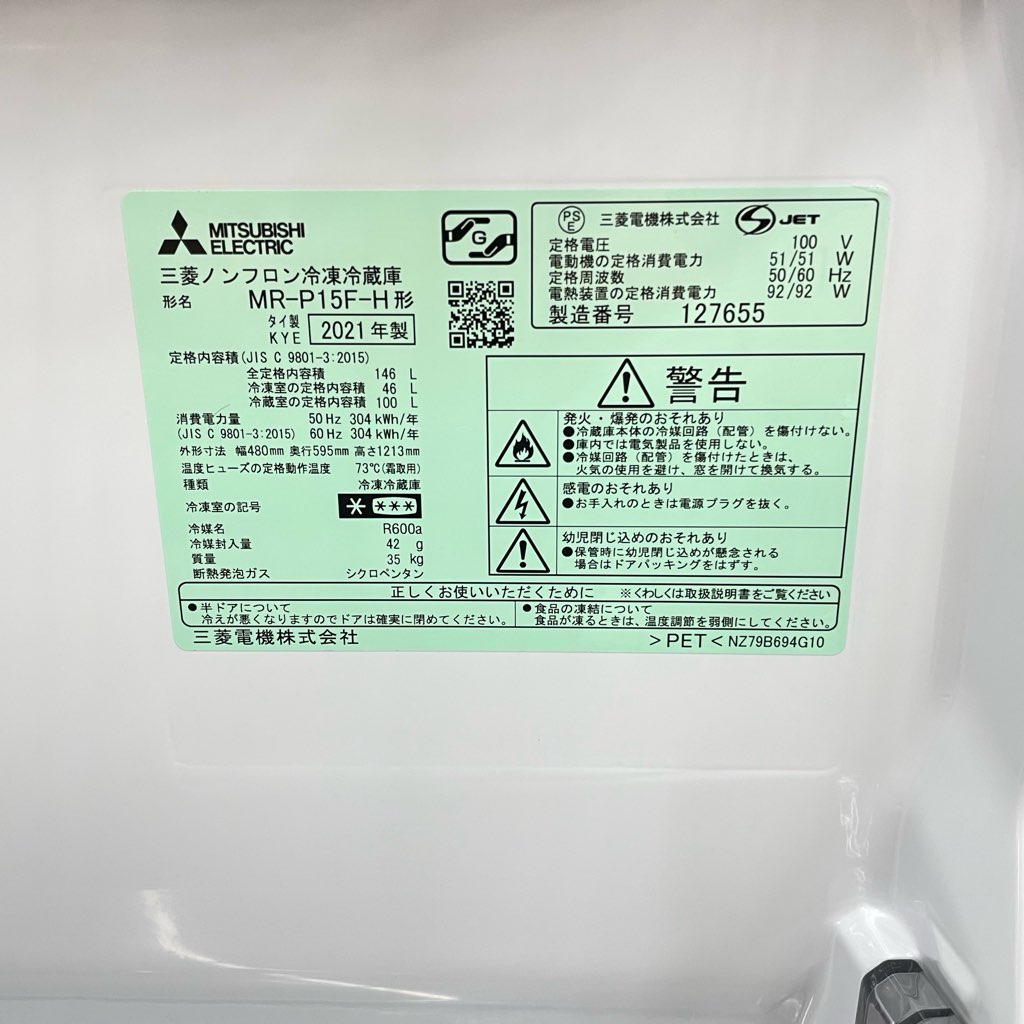 MITSUBISHI
ELECTRIC
三菱ノンフロン冷凍冷蔵庫
形名 MR-P15F-H形
タイ製
KYE 2021年製
G
定格内容積(JIS C 9801-3:2015)
全定格内容積 146 L
冷凍室の定格内容積 46 L
冷蔵室の定格内容積 100 L
消費電力量 50Hz 304kWh/年
(JIS C 9801-3:2015) 60Hz 304kWh/年
外形寸法 幅480mm 奥行595mm 高さ1213mm
温度ヒューズの定格動作温度 73℃(霜取用)
種類 冷凍冷蔵庫
冷凍室の記号 * ***
冷媒名 R600a
冷媒封入量 42 g
質量 35 kg
断熱発泡ガス シクロペンタン
PSE 三菱電機株式会社 S JET
定格電圧 100 V
電動機の定格消費電力 51/51 W
定格周波数 50/60 Hz
電熱装置の定格消費電力 92/92 W
製造番号 127655
警告
発火・爆発のおそれあり
●冷蔵庫本体の冷媒回路(配管)を傷付けない。
●庫内では電気製品を使用しない。
●冷媒回路(配管)を傷付けたときは、
火気の使用を避け、窓を開けて換気する。
感電のおそれあり
●お手入れのときは電源プラグを抜く。
幼児閉じ込めのおそれあり
●保管時に幼児閉じ込めが懸念される
場合はドアパッキングをはずす。
正しくお使いいただくために ※くわしくは取扱説明書をご覧ください
●半ドアについて
冷えが悪くなりますのでドアは確実に閉めてください。
●食品の凍結について
食品が凍るときは、温度調節を弱側にしてください。
三菱電機株式会社 >PET< NZ79B694G10